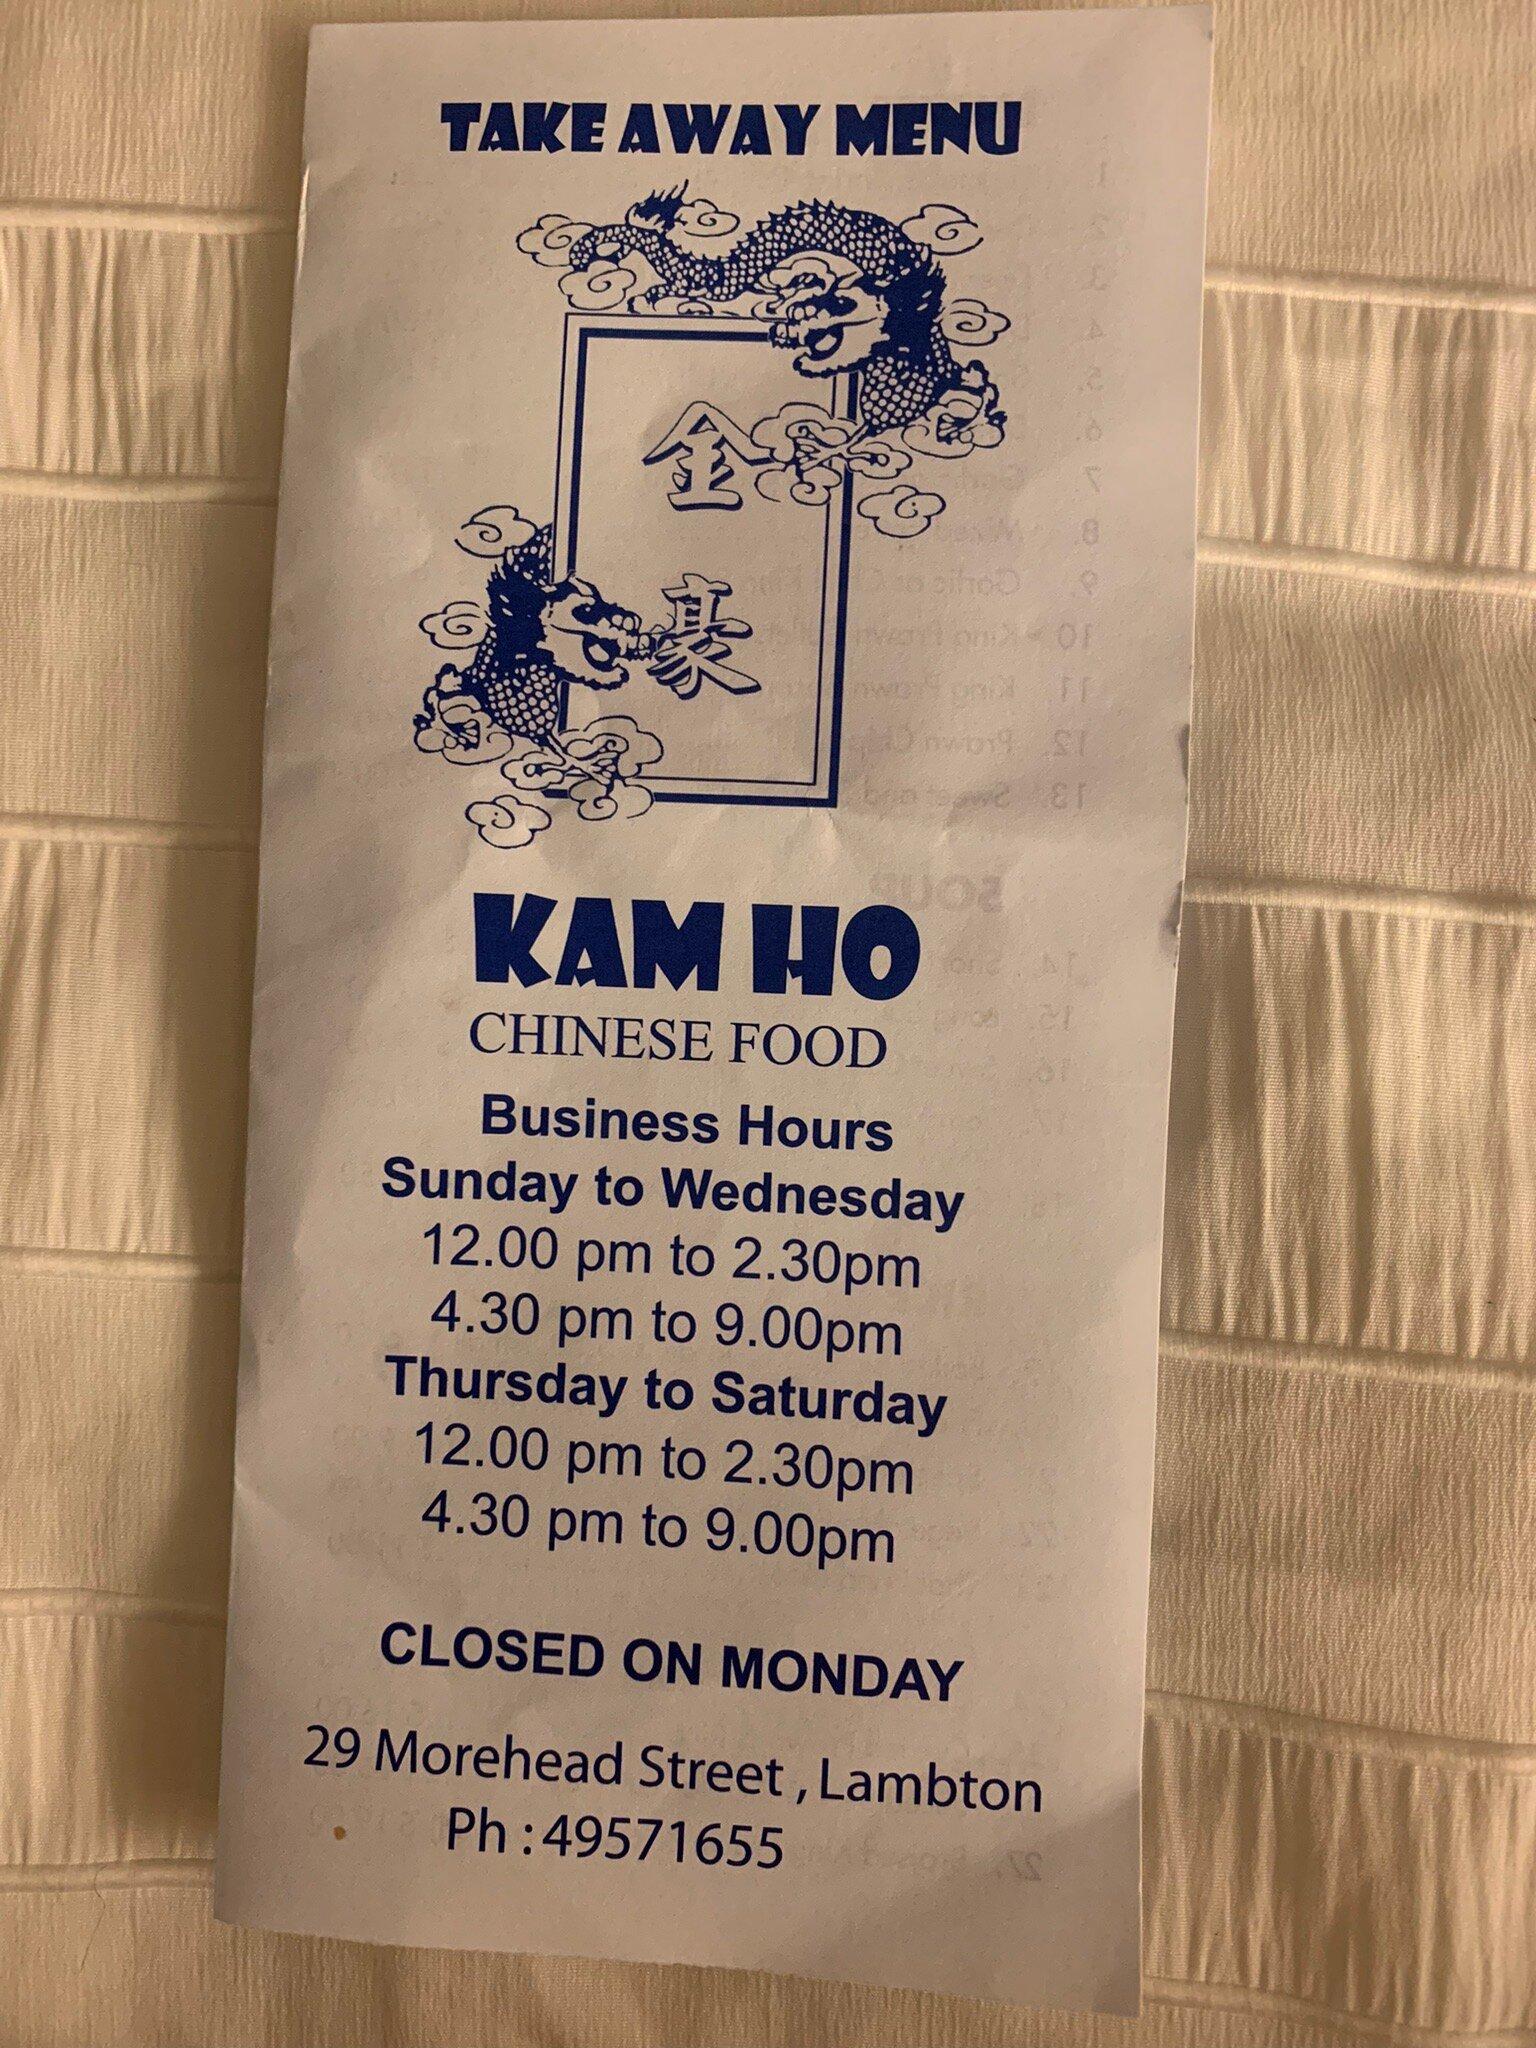 TAKE AWAY MENU
金
豪
KAM HO
CHINESE FOOD
Business Hours
Sunday to Wednesday
12.00 pm to 2.30pm
4.30 pm to 9.00pm
Thursday to Saturday
12.00 pm to 2.30pm
4.30 pm to 9.00pm
CLOSED ON MONDAY
29 Morehead Street , Lambton
Ph : 49571655